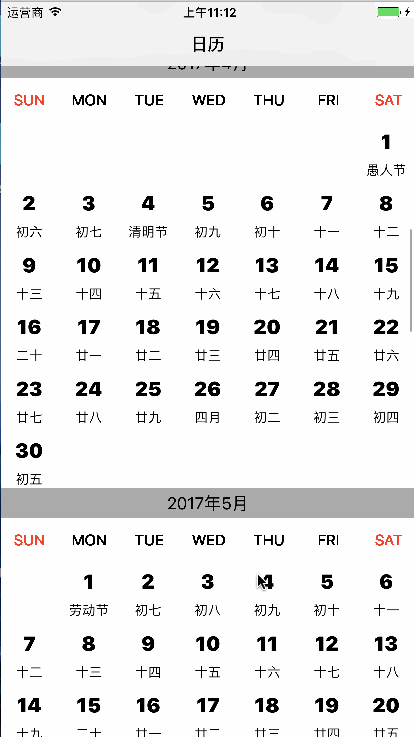 运营商 上午11:12
日历
2017年4月
SUN MON TUE WED THU FRI SAT
1
愚人节
2 3 4 5 6 7 8
初六 初七 清明节 初九 初十 十一 十二
9 10 11 12 13 14 15
十三 十四 十五 十六 十七 十八 十九
16 17 18 19 20 21 22
二十 廿一 廿二 廿三 廿四 廿五 廿六
23 24 25 26 27 28 29
廿七 廿八 廿九 四月 初二 初三 初四
30
初五
2017年5月
SUN MON TUE WED THU FRI SAT
1 2 3 4 5 6
劳动节 初七 初八 初九 初十 十一
7 8 9 10 11 12 13
十二 十三 十四 十五 十六 十七 十八
14 15 16 17 18 19 20
十九 二十 廿一 廿二 廿三 廿四 廿五